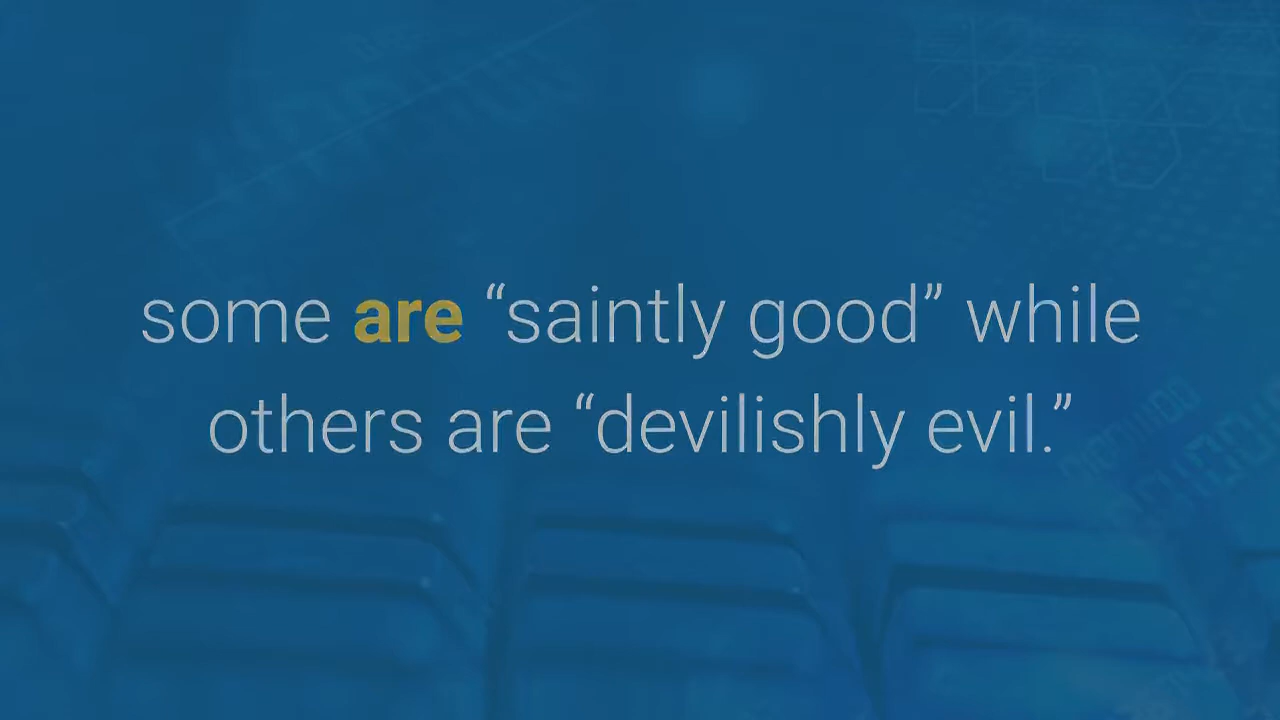 some are “saintly good” while
others are “devilishly evil.”